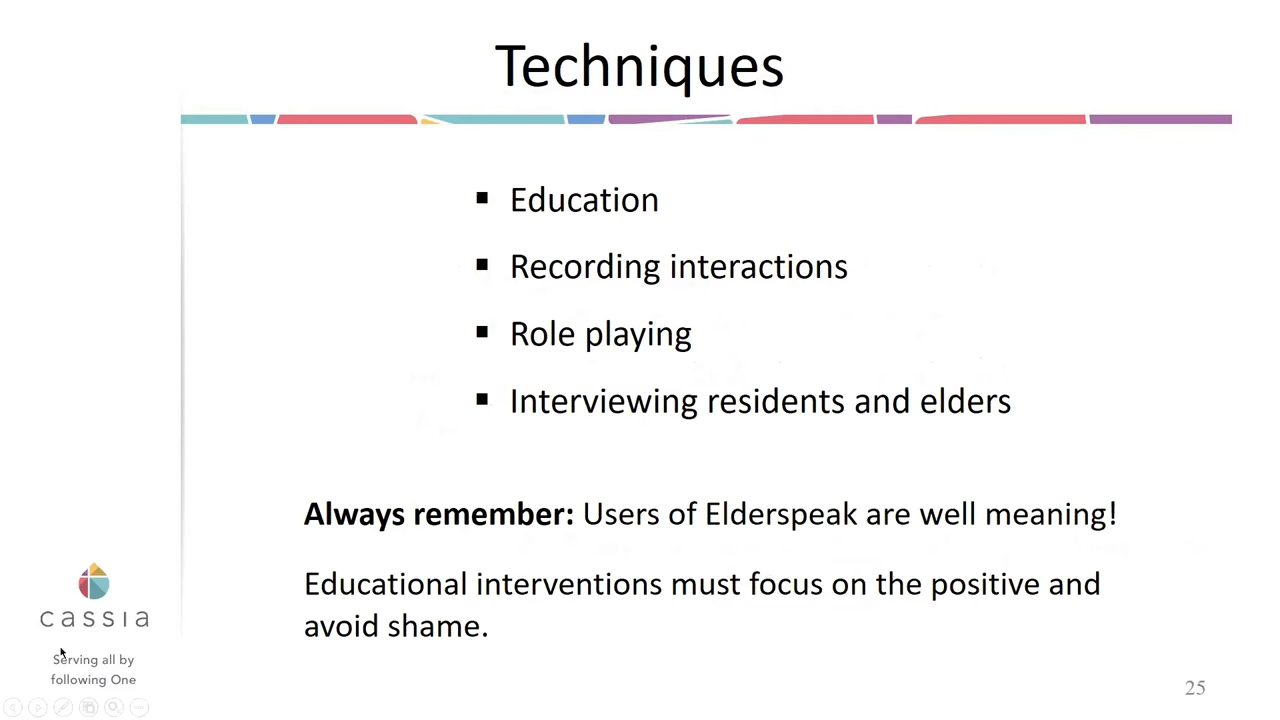 Techniques
Education
Recording interactions
Role playing
Interviewing residents and elders
Always remember: Users of Elderspeak are well meaning!
Educational interventions must focus on the positive and
avoid shame.
cassia
Serving all by
following One
25